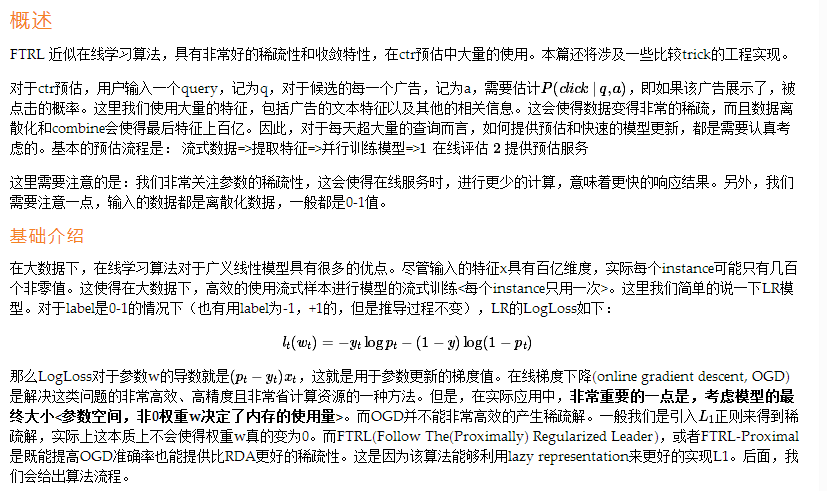 概述
FTRL 近似在线学习算法，具有非常好的稀疏性和收敛特性，在ctr预估中大量的使用。本篇还将涉及一些比较trick的工程实现。
对于ctr预估，用户输入一个query，记为q，对于候选的每一个广告，记为a，需要估计P(click | q,a)，即如果该广告展示了，被
点击的概率。这里我们使用大量的特征，包括广告的文本特征以及其他的相关信息。这会使得数据变得非常的稀疏，而且数据离
散化和combine会使得最后特征上百亿。因此，对于每天超大量的查询而言，如何提供预估和快速的模型更新，都是需要认真考
虑的。基本的预估流程是： 流式数据=>提取特征=>并行训练模型=>1 在线评估 2 提供预估服务
这里需要注意的是：我们非常关注参数的稀疏性，这会使得在线服务时，进行更少的计算，意味着更快的响应结果。另外，我们
需要注意一点，输入的数据都是离散化数据，一般都是0-1值。
基础介绍
在大数据下，在线学习算法对于广义线性模型具有很多的优点。尽管输入的特征x具有百亿维度，实际每个instance可能只有几百
个非零值。这使得在大数据下，高效的使用流式样本进行模型的流式训练<每个instance只用一次>。这里我们简单的说一下LR模
型。对于label是0-1的情况下（也有用label为-1，+1的，但是推导过程不变），LR的LogLoss如下：
l_t(w_t) = −y_t log p_t − (1 − y) log(1 − p_t)
那么LogLoss对于参数w的导数就是(p_t − y_t)x_t，这就是用于参数更新的梯度值。在线梯度下降(online gradient descent, OGD)
是解决这类问题的非常高效、高精度且非常省计算资源的一种方法。但是，在实际应用中，非常重要的一点是，考虑模型的最
终大小<参数空间，非0权重w决定了内存的使用量>。而OGD并不能非常高效的产生稀疏解。一般我们是引入L_1正则来得到稀
疏解，实际上这本质上不会使得权重w真的变为0。而FTRL(Follow The(Proximally) Regularized Leader)，或者FTRL-Proximal
是既能提高OGD准确率也能提供比RDA更好的稀疏性。这是因为该算法能够利用lazy representation来更好的实现L1。后面，我
们会给出算法流程。